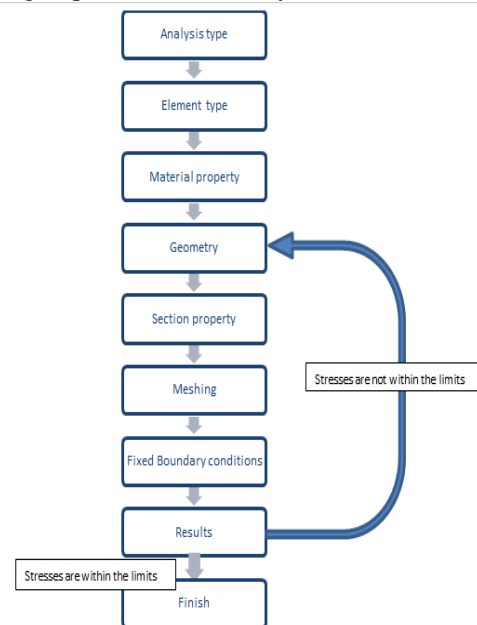 Analysis type
Element type
Material property
Geometry
Section property
Stresses are not within the limits
Meshing
Fixed Boundary conditions
Results
Stresses are within the limits
Finish